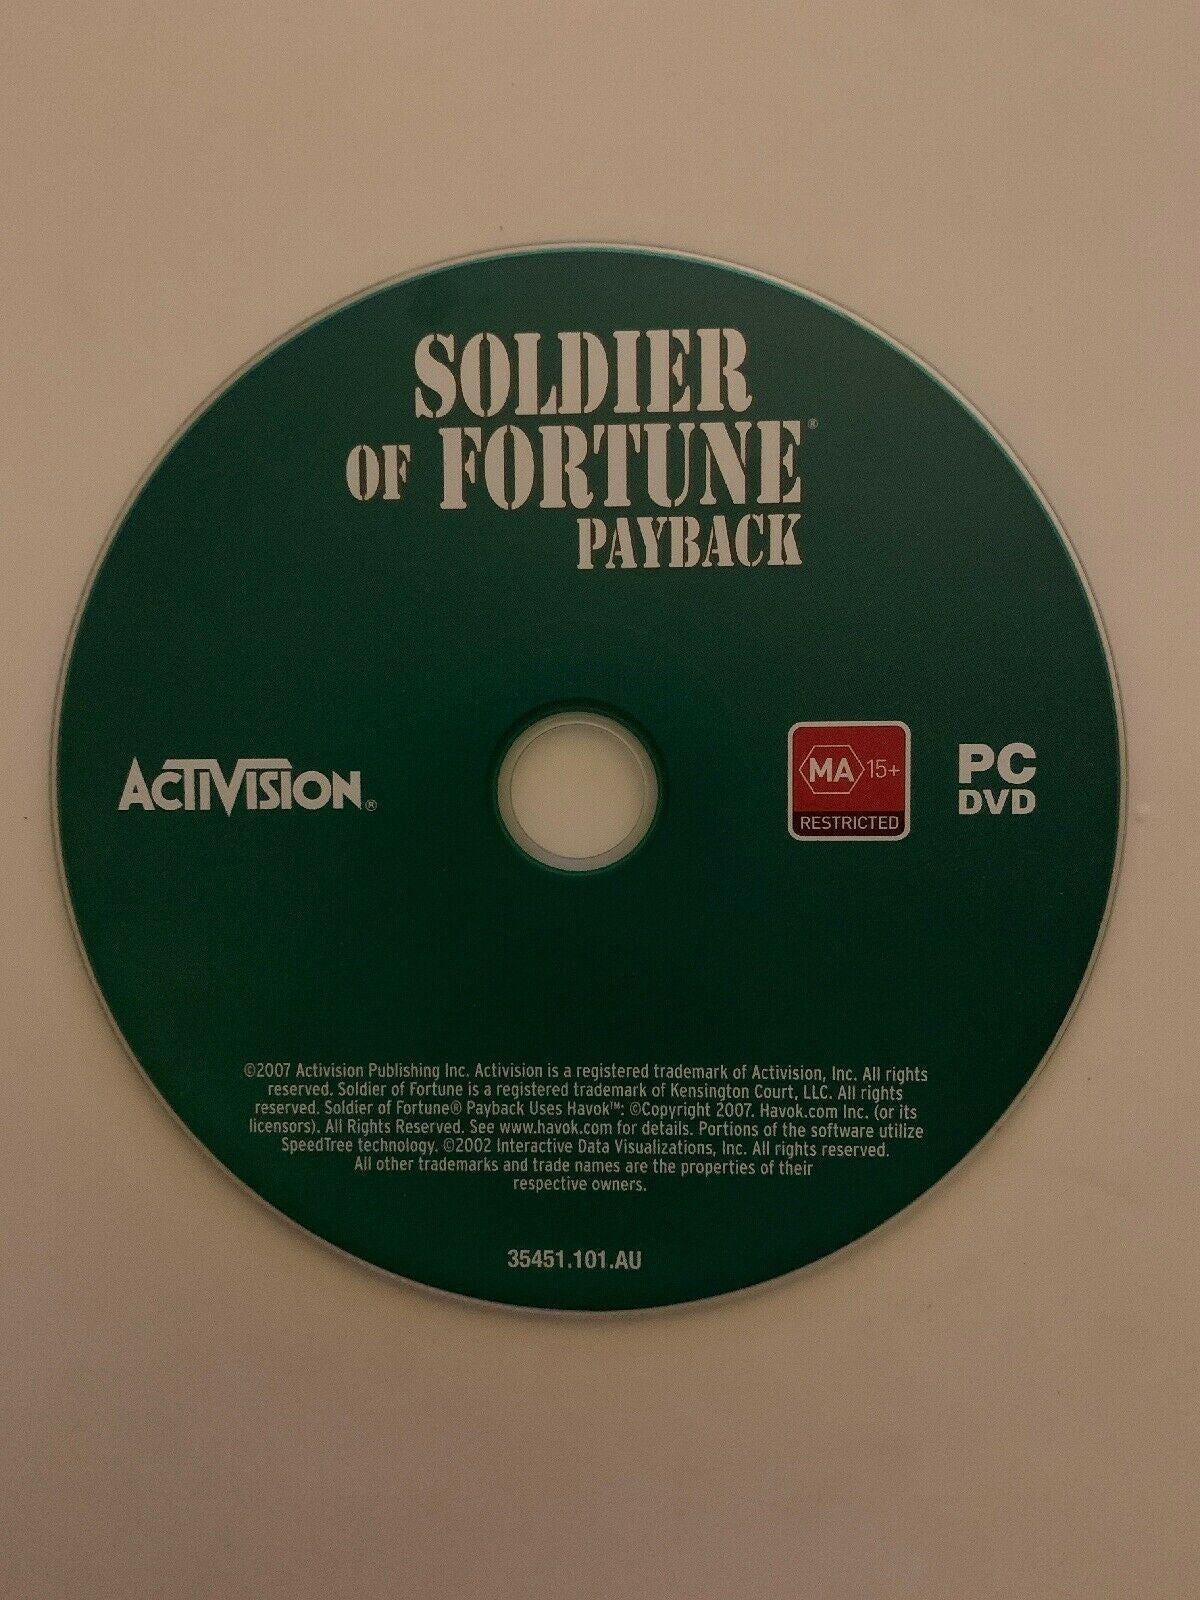 SOLDIER
OF FORTUNE®
PAYBACK
ACTIVISION®
MA 15+
RESTRICTED
PC
DVD
©2007 Activision Publishing Inc. Activision is a registered trademark of Activision, Inc. All rights
reserved. Soldier of Fortune is a registered trademark of Kensington Court, LLC. All rights
reserved. Soldier of Fortune® Payback Uses Havok™: ©Copyright 2007. Havok.com Inc. (or its
licensors). All Rights Reserved. See www.havok.com for details. Portions of the software utilize
SpeedTree technology. ©2002 Interactive Data Visualizations, Inc. All rights reserved.
All other trademarks and trade names are the properties of their
respective owners.
35451.101.AU